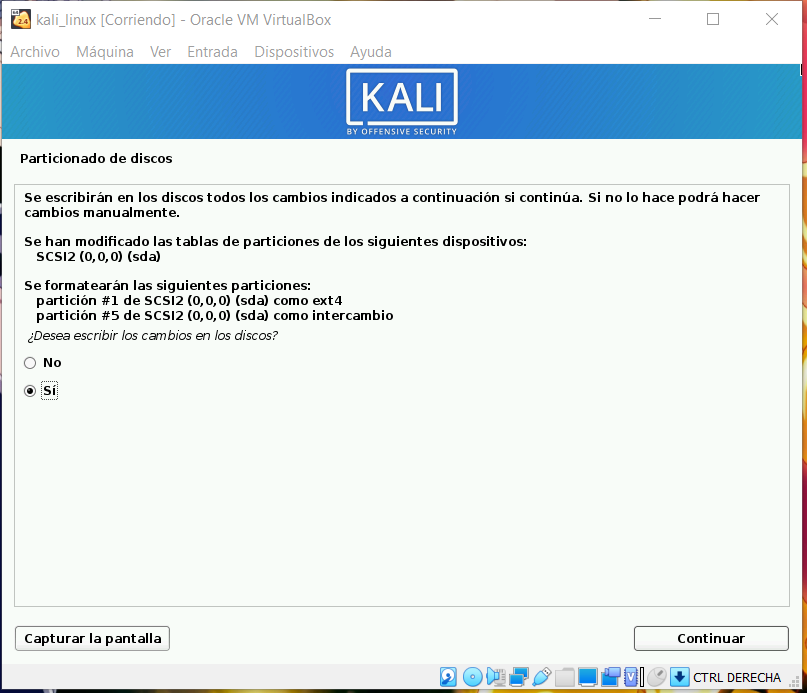 kali_linux [Corriendo] - Oracle VM VirtualBox
Archivo Máquina Ver Entrada Dispositivos Ayuda
KALI
BY OFFENSIVE SECURITY
Particionado de discos
Se escribirán en los discos todos los cambios indicados a continuación si continúa. Si no lo hace podrá hacer
cambios manualmente.
Se han modificado las tablas de particiones de los siguientes dispositivos:
SCSI2 (0,0,0) (sda)
Se formatearán las siguientes particiones:
partición #1 de SCSI2 (0,0,0) (sda) como ext4
partición #5 de SCSI2 (0,0,0) (sda) como intercambio
¿Desea escribir los cambios en los discos?
No
Sí
Capturar la pantalla
Continuar
CTRL DERECHA